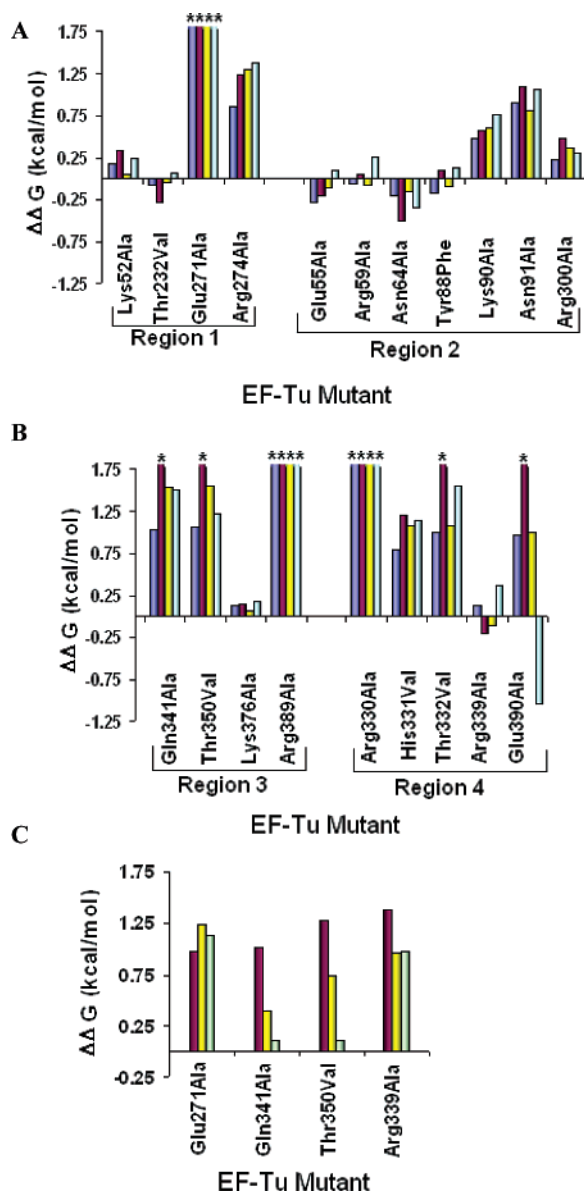 A
****
ΔΔ G (kcal/mol)
1.75
1.25
0.75
0.25
-0.25
-0.75
-1.25
Lys52Ala
Thr232Val
Glu271Ala
Arg274Ala
Glu55Ala
Arg59Ala
Asn64Ala
Tyr88Phe
Lys90Ala
Asn91Ala
Arg300Ala
Region 1
Region 2
EF-Tu Mutant
B
* * **** **** * *
ΔΔ G (kcal/mol)
1.75
1.25
0.75
0.25
-0.25
-0.75
-1.25
Gln341Ala
Thr350Val
Lys376Ala
Arg389Ala
Arg330Ala
His331Val
Thr332Val
Arg339Ala
Glu390Ala
Region 3
Region 4
EF-Tu Mutant
C
ΔΔ G (kcal/mol)
1.75
1.25
0.75
0.25
-0.25
Glu271Ala
Gln341Ala
Thr350Val
Arg339Ala
EF-Tu Mutant